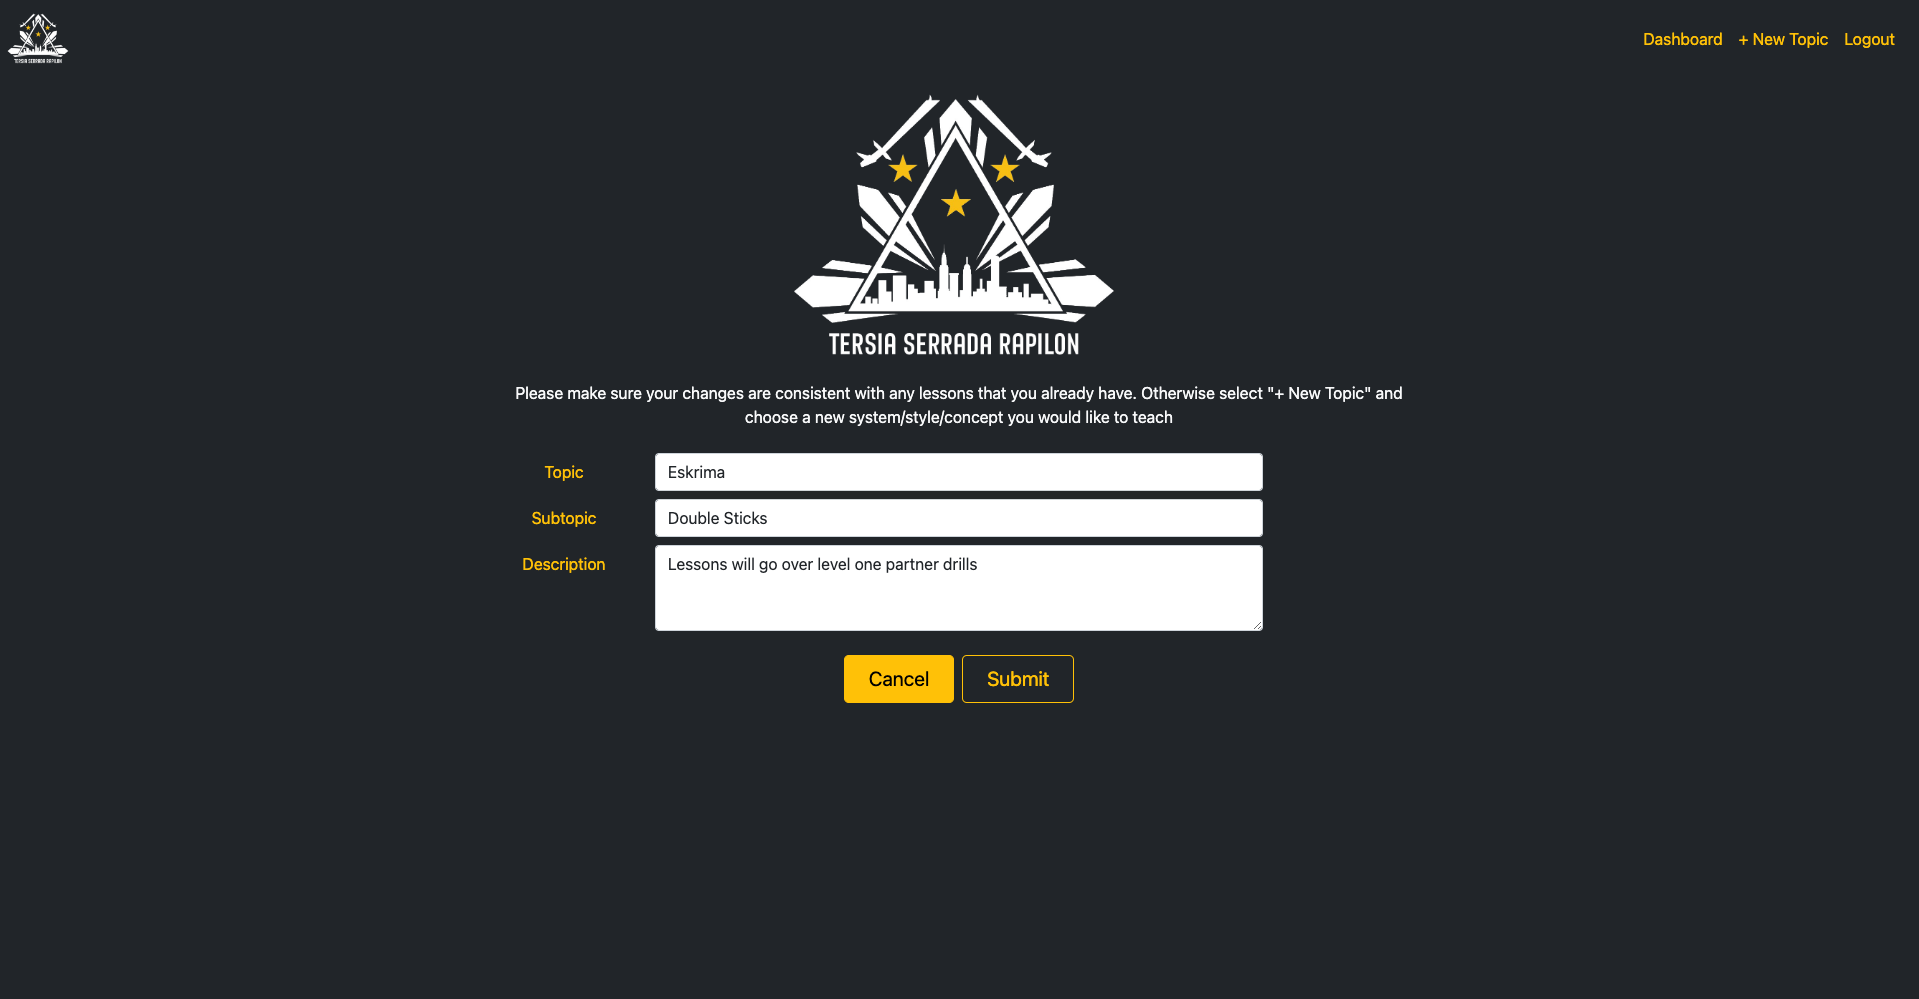 TERSIA SERRADA RAPILON
Dashboard
+ New Topic
Logout
TERSIA SERRADA RAPILON
Please make sure your changes are consistent with any lessons that you already have. Otherwise select "+ New Topic" and
choose a new system/style/concept you would like to teach
Topic
Eskrima
Subtopic
Double Sticks
Description
Lessons will go over level one partner drills
Cancel
Submit